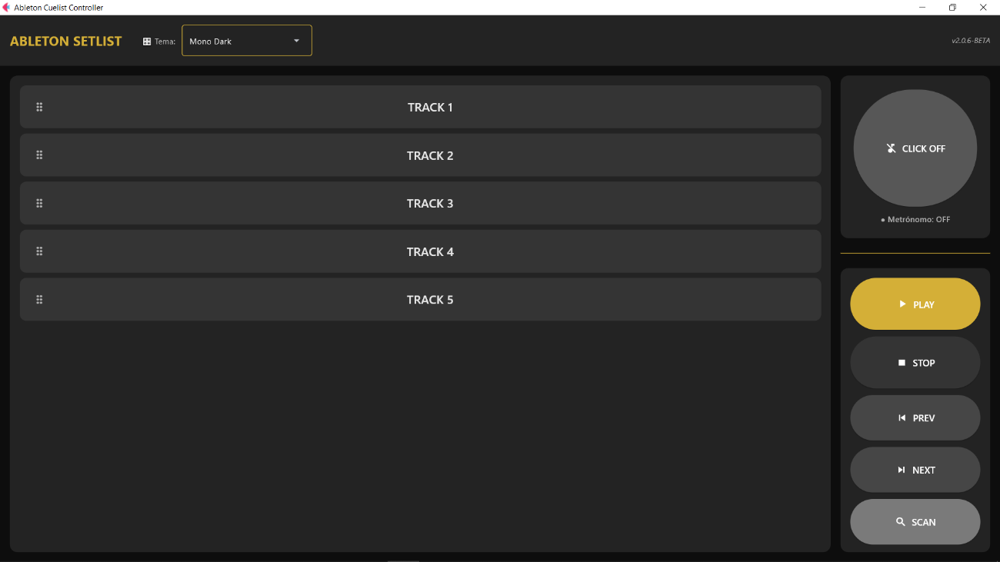 Ableton Cuelist Controller
ABLETON SETLIST
Tema:
Mono Dark
v2.0.6-BETA
TRACK 1
TRACK 2
TRACK 3
TRACK 4
TRACK 5
CLICK OFF
● Metrónomo: OFF
PLAY
STOP
PREV
NEXT
SCAN